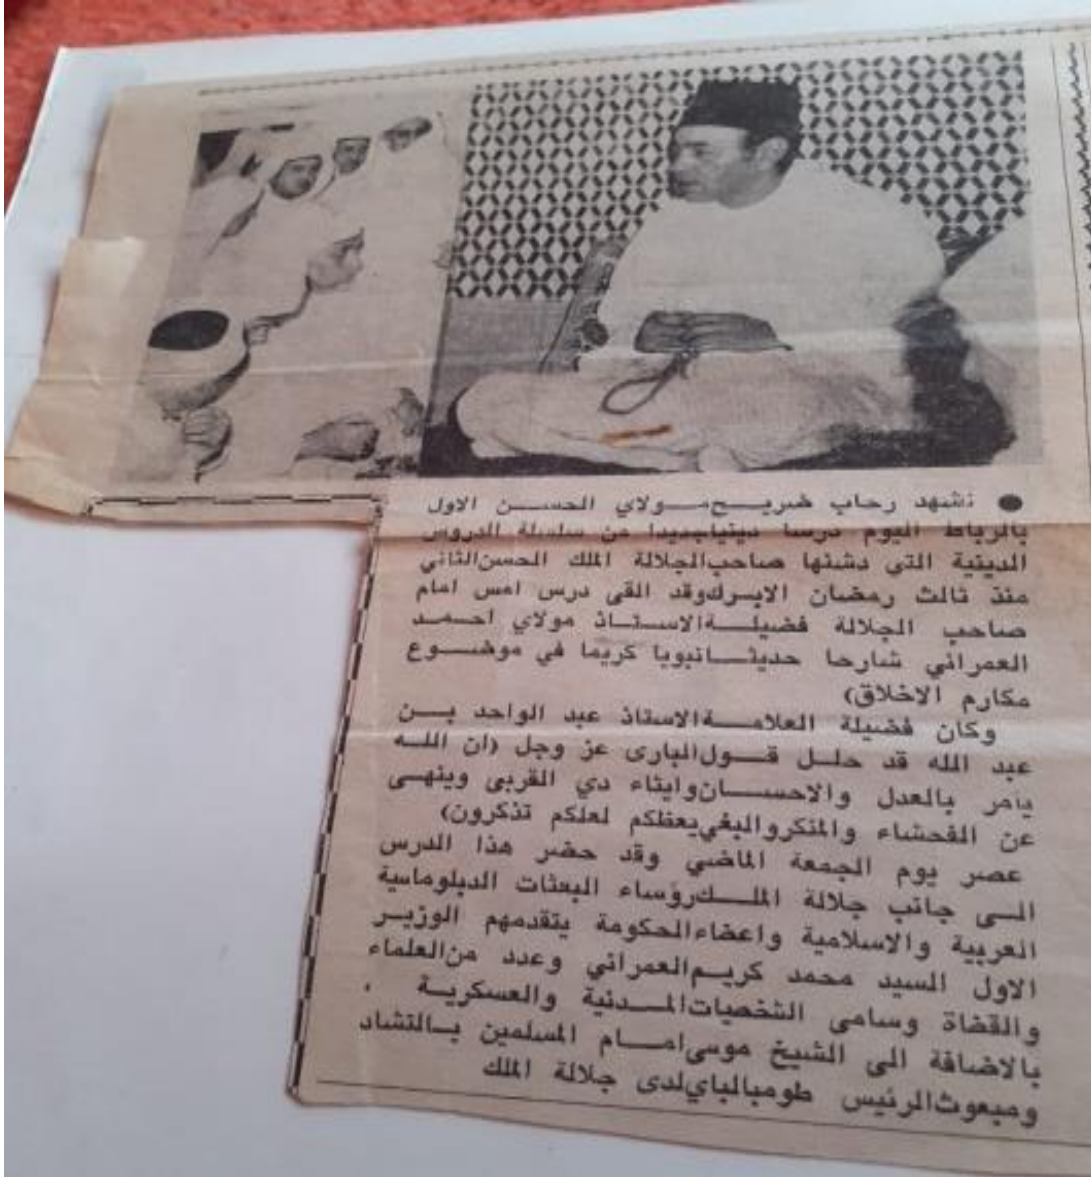 ● تشهد رحاب ضريح مولاي الحسن الاول
بالرباط اليوم درسا دينيا جديدا من سلسلة الدروس
الدينية التي دشنها صاحب الجلالة الملك الحسن الثاني
منذ ثالث رمضان الابرك وقد القى درس امس امام
صاحب الجلالة فضيلة الاستاذ مولاي احمد
العمراني شارحا حديثا نبويا كريما في موضوع
مكارم الاخلاق)
وكان فضيلة العلامة الاستاذ عبد الواحد بن
عبد الله قد حلل قول البارى عز وجل (ان الله
يامر بالعدل والاحسان وايتاء دي القربى وينهى
عن الفحشاء والمنكر والبغي يعظكم لعلكم تذكرون)
عصر يوم الجمعة الماضي وقد حضر هذا الدرس
الى جانب جلالة الملك رؤساء البعثات الدبلوماسية
العربية والاسلامية واعضاء الحكومة يتقدمهم الوزير
الاول السيد محمد كريم العمراني وعدد من العلماء
والقضاة وسامى الشخصيات المدنية والعسكرية ،
بالاضافة الى الشيخ موسى امام المسلمين بالتشاد
ومبعوث الرئيس طومبالباي لدى جلالة الملك